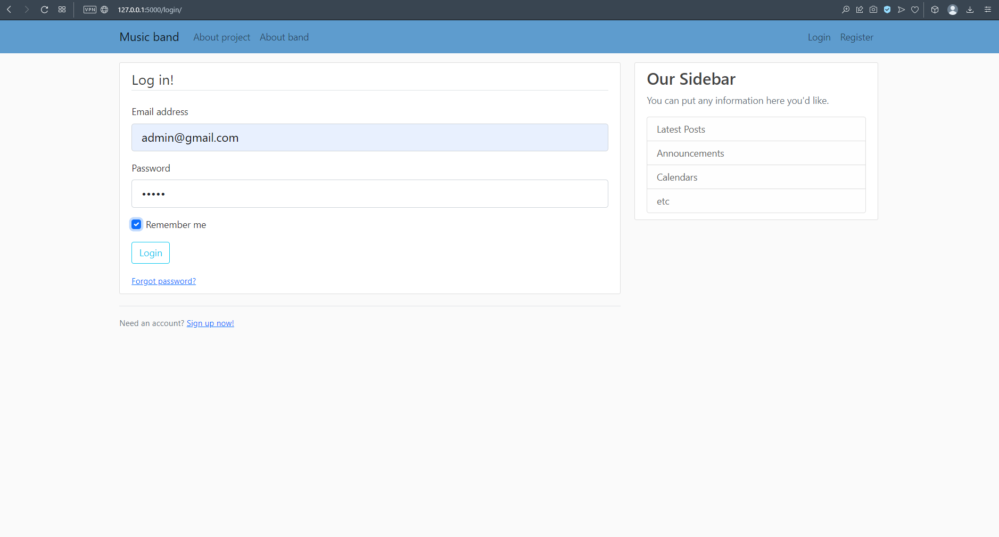 VPN 127.0.0.1:5000/login/
Music band About project About band Login Register
Log in!
Email address
admin@gmail.com
Password
•••••
Remember me
Login
Forgot password?
Need an account? Sign up now!
Our Sidebar
You can put any information here you'd like.
Latest Posts
Announcements
Calendars
etc